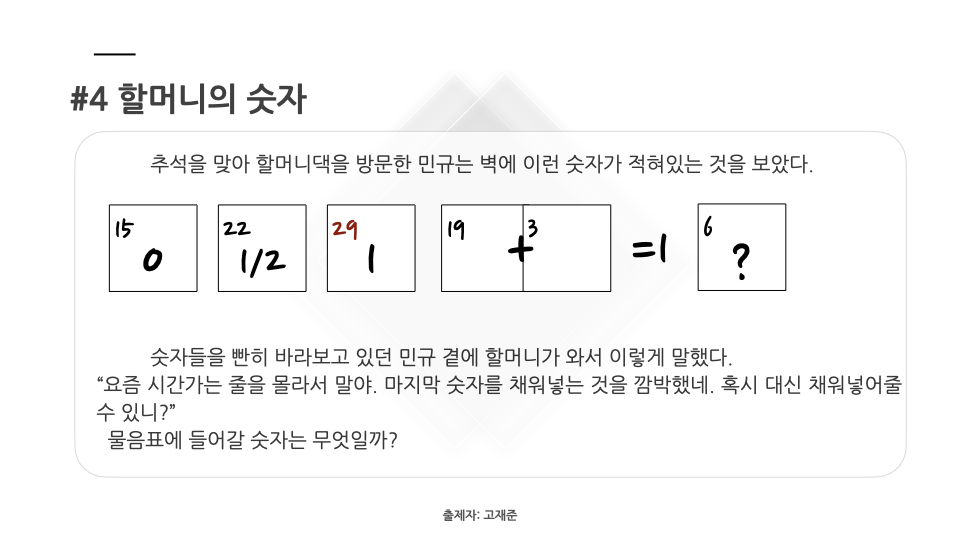 #4 할머니의 숫자
추석을 맞아 할머니댁을 방문한 민규는 벽에 이런 숫자가 적혀있는 것을 보았다.
15 22 29 19 3 6
0 1/2 1 + =1 ?
숫자들을 빤히 바라보고 있던 민규 곁에 할머니가 와서 이렇게 말했다.
“요즘 시간가는 줄을 몰라서 말야. 마지막 숫자를 채워넣는 것을 깜박했네. 혹시 대신 채워넣어줄
수 있니?”
물음표에 들어갈 숫자는 무엇일까?
출제자: 고재준